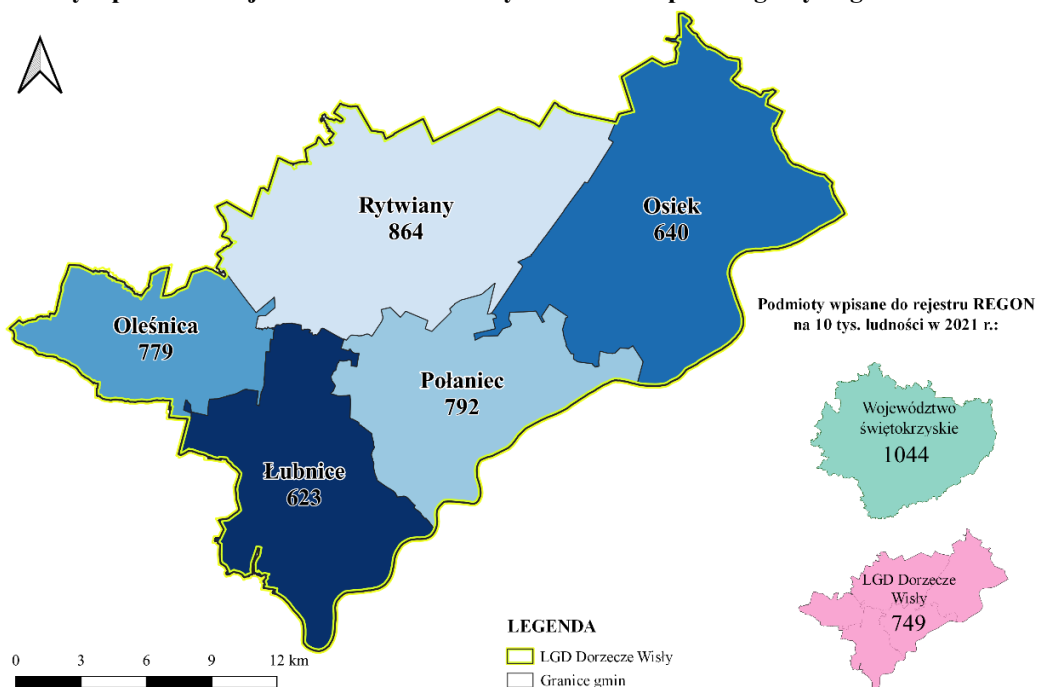 Rytwiany
864
Osiek
640
Oleśnica
779
Połaniec
792
Łubnice
623
Podmioty wpisane do rejestru REGON
na 10 tys. ludności w 2021 r.:
Województwo
świętokrzyskie
1044
LGD Dorzecze
Wisły
749
LEGENDA
LGD Dorzecze Wisły
Granice gmin
0 3 6 9 12 km